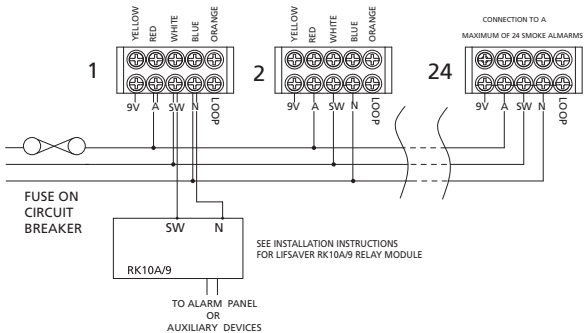 YELLOW RED WHITE BLUE ORANGE
YELLOW RED WHITE BLUE ORANGE
CONNECTION TO A
MAXIMUM OF 24 SMOKE ALMARMS
1
2
24
9V A SW N LOOP
9V A SW N LOOP
9V A SW N LOOP
FUSE ON
CIRCUIT
BREAKER
SW N
RK10A/9
SEE INSTALLATION INSTRUCTIONS
FOR LIFSAVER RK10A/9 RELAY MODULE
TO ALARM PANEL
OR
AUXILIARY DEVICES